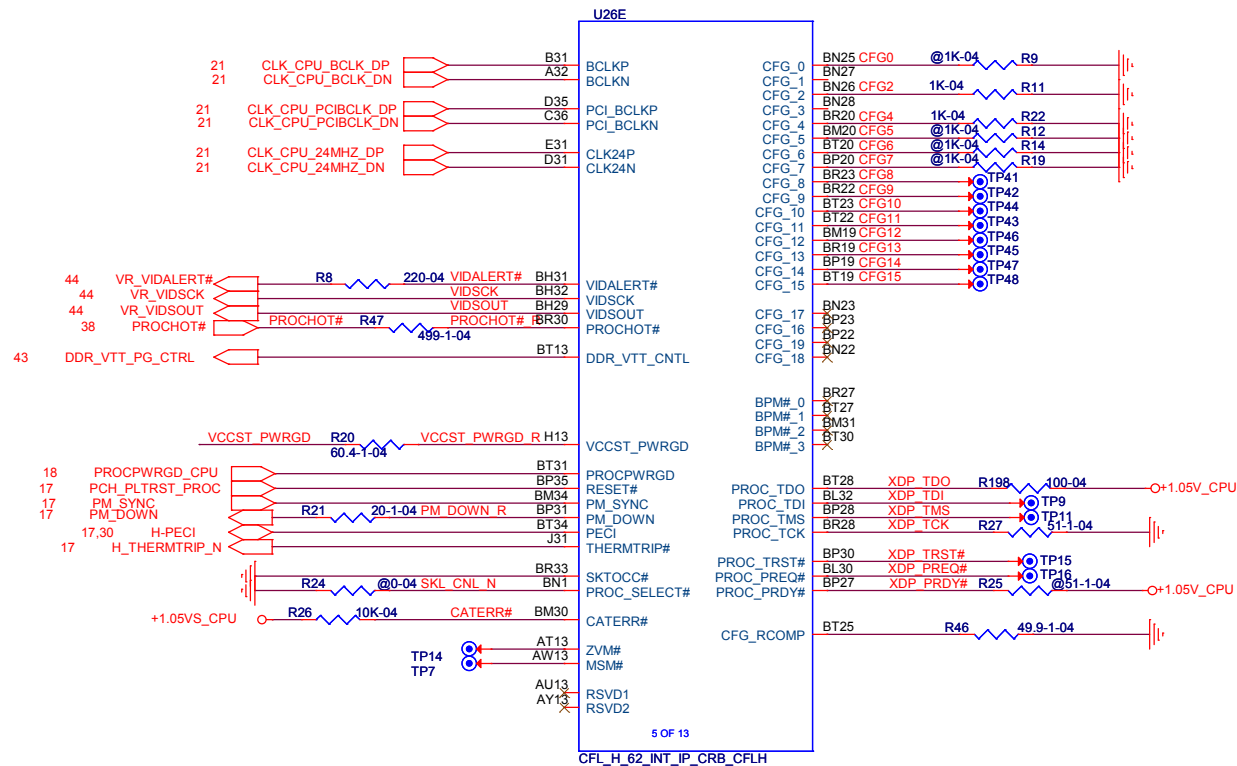 U26E
21 CLK_CPU_BCLK_DP B31 BCLKP
21 CLK_CPU_BCLK_DN A32 BCLKN
21 CLK_CPU_PCIBCLK_DP D35 PCI_BCLKP
21 CLK_CPU_PCIBCLK_DN C36 PCI_BCLKN
21 CLK_CPU_24MHZ_DP E31 CLK24P
21 CLK_CPU_24MHZ_DN D31 CLK24N
44 VR_VIDALERT# R8 220-04 VIDALERT# BH31 VIDALERT#
44 VR_VIDSCK VIDSCK BH32 VIDSCK
44 VR_VIDSOUT VIDSOUT BH29 VIDSOUT
38 PROCHOT# PROCHOT# R47 499-1-04 PROCHOT#_R BR30 PROCHOT#
43 DDR_VTT_PG_CTRL BT13 DDR_VTT_CNTL
VCCST_PWRGD R20 60.4-1-04 VCCST_PWRGD_R H13 VCCST_PWRGD
18 PROCPWRGD_CPU BT31 PROCPWRGD
17 PCH_PLTRST_PROC BP35 RESET#
17 PM_SYNC BM34 PM_SYNC
17 PM_DOWN R21 20-1-04 PM_DOWN_R BP31 PM_DOWN
17,30 H-PECI BT34 PECI
17 H_THERMTRIP_N J31 THERMTRIP#
BR33 SKTOCC#
R24 @0-04 SKL_CNL_N BN1 PROC_SELECT#
+1.05VS_CPU R26 10K-04 CATERR# BM30 CATERR#
TP14 AT13 ZVM#
TP7 AW13 MSM#
AU13 RSVD1
AY13 RSVD2
CFG_0 BN25 CFG0 @1K-04 R9
CFG_1 BN27
CFG_2 BN26 CFG2 1K-04 R11
CFG_3 BN28
CFG_4 BR20 CFG4 1K-04 R22
CFG_5 BM20 CFG5 @1K-04 R12
CFG_6 BT20 CFG6 @1K-04 R14
CFG_7 BP20 CFG7 @1K-04 R19
CFG_8 BR23 CFG8 TP41
CFG_9 BR22 CFG9 TP42
CFG_10 BT23 CFG10 TP44
CFG_11 BT22 CFG11 TP43
CFG_12 BM19 CFG12 TP46
CFG_13 BR19 CFG13 TP45
CFG_14 BP19 CFG14 TP47
CFG_15 BT19 CFG15 TP48
CFG_17 BN23
CFG_16 BP23
CFG_19 BP22
CFG_18 BN22
BPM#_0 BR27
BPM#_1 BT27
BPM#_2 BM31
BPM#_3 BT30
PROC_TDO BT28 XDP_TDO R198 100-04 +1.05V_CPU
PROC_TDI BL32 XDP_TDI TP9
PROC_TMS BP28 XDP_TMS TP11
PROC_TCK BR28 XDP_TCK R27 51-1-04
PROC_TRST# BP30 XDP_TRST# TP15
PROC_PREQ# BL30 XDP_PREQ# TP16
PROC_PRDY# BP27 XDP_PRDY# R25 @51-1-04 +1.05V_CPU
CFG_RCOMP BT25 R46 49.9-1-04
5 OF 13
CFL_H_62_INT_IP_CRB_CFLH